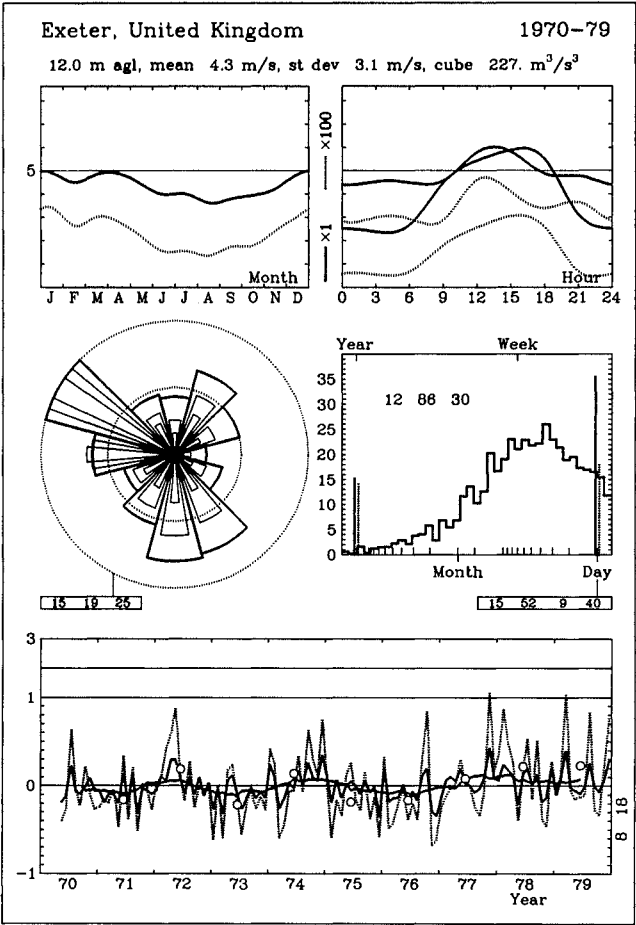 Exeter, United Kingdom 1970-79
12.0 m agl, mean 4.3 m/s, st dev 3.1 m/s, cube 227. m³/s³
5
×1 ×100
J F M A M J J A S O N D
Month
0 3 6 9 12 15 18 21 24
Hour
15 19 25
Year Week
12 86 30
35
30
25
20
15
10
5
0
Month Day
15 52 9 40
3
1
0
-1
70 71 72 73 74 75 76 77 78 79
Year
8 18